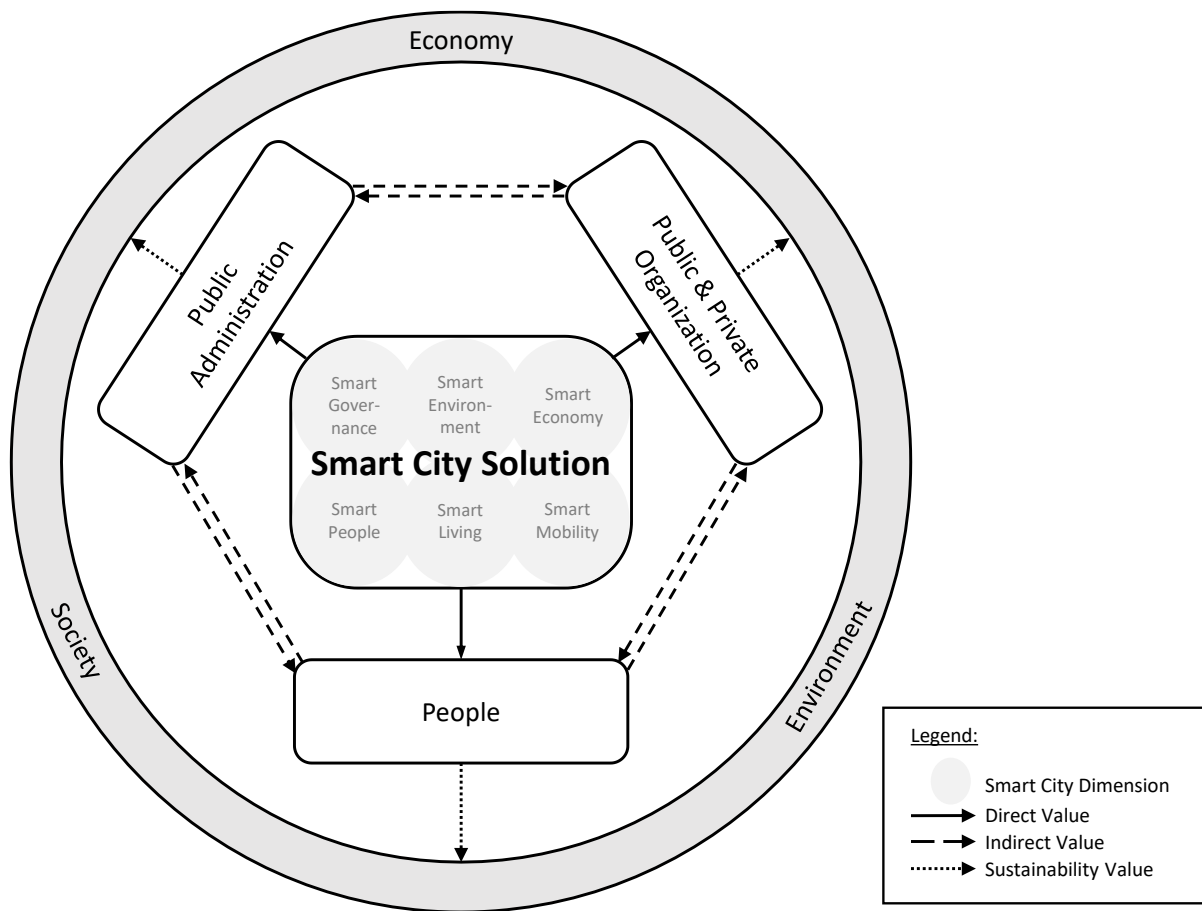 Economy
Public
Administration
Public & Private
Organization
Smart
Gover-
nance
Smart
Environ-
ment
Smart
Economy
Smart City Solution
Smart
People
Smart
Living
Smart
Mobility
Society
Environment
People
Legend:
Smart City Dimension
Direct Value
Indirect Value
Sustainability Value